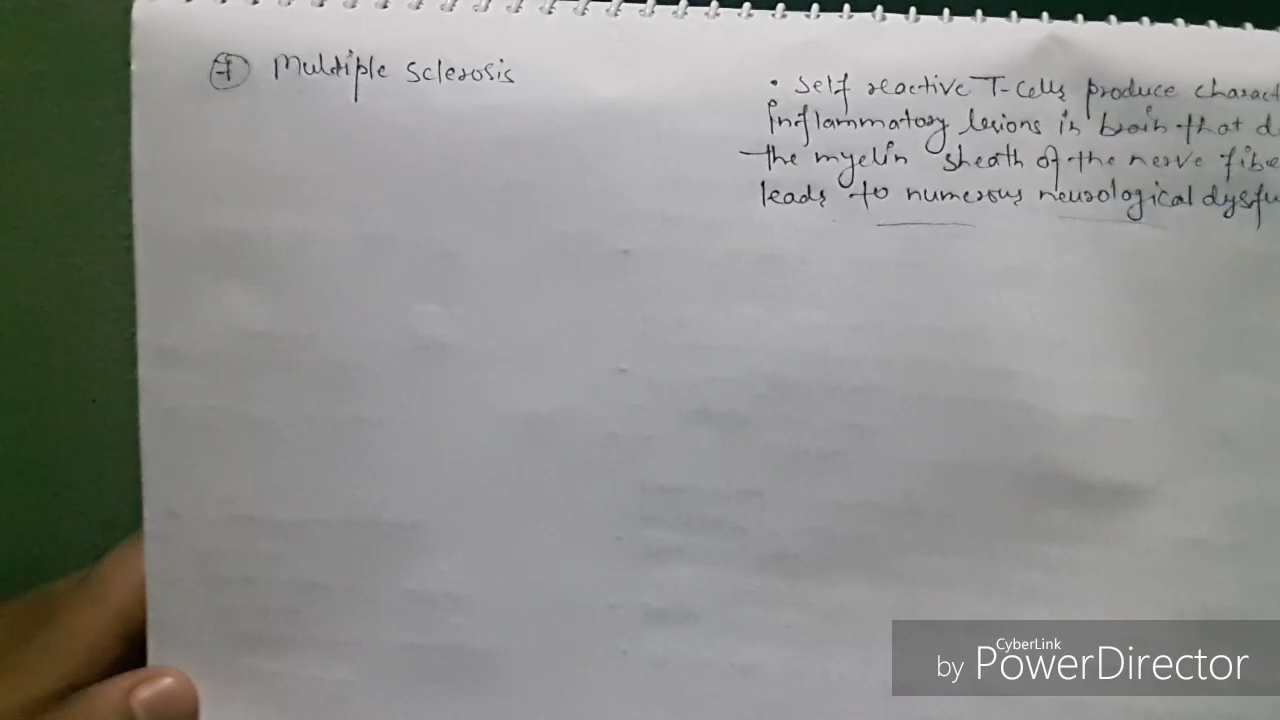 7 Multiple Sclerosis
• Self reactive T-cells produce charact
inflammatory lesions in brain that d
the myelin sheath of the nerve fibe
leads to numerous neurological dysfu
CyberLink
by PowerDirector